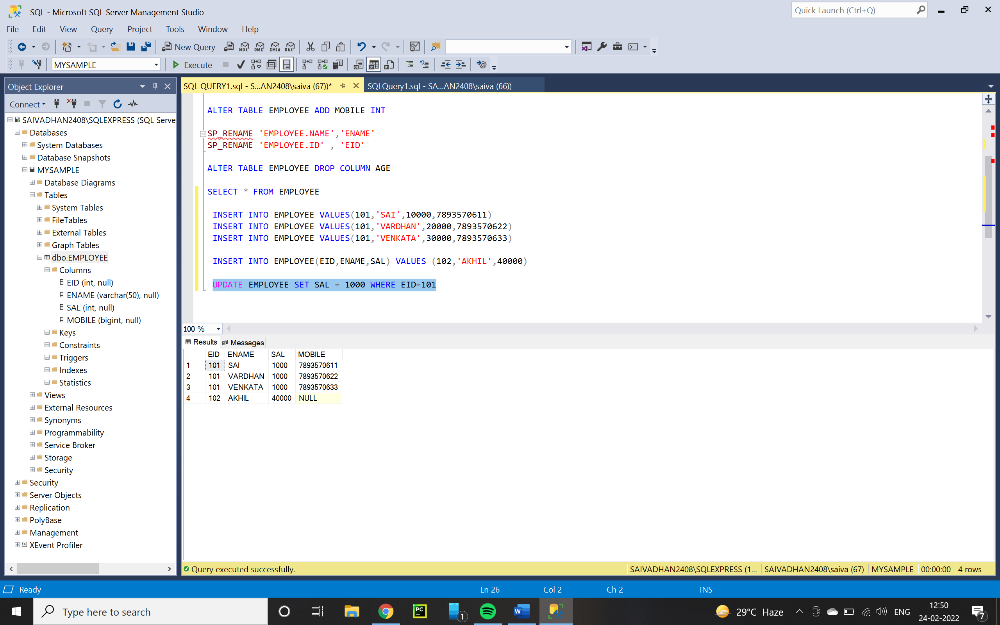 SQL - Microsoft SQL Server Management Studio
Quick Launch (Ctrl+Q)
File Edit View Query Project Tools Window Help
New Query MDX DMX XMLA DAX
MYSAMPLE Execute
Object Explorer
SQL QUERY1.sql - S...AN2408\saiva (67))* SQLQuery1.sql - SA...AN2408\saiva (66))
Connect
SAIVADHAN2408\SQLEXPRESS (SQL Serve
Databases
System Databases
Database Snapshots
MYSAMPLE
Database Diagrams
Tables
System Tables
FileTables
External Tables
Graph Tables
dbo.EMPLOYEE
Columns
EID (int, null)
ENAME (varchar(50), null)
SAL (int, null)
MOBILE (bigint, null)
Keys
Constraints
Triggers
Indexes
Statistics
Views
External Resources
Synonyms
Programmability
Service Broker
Storage
Security
Security
Server Objects
Replication
PolyBase
Management
XEvent Profiler
ALTER TABLE EMPLOYEE ADD MOBILE INT
SP_RENAME 'EMPLOYEE.NAME','ENAME'
SP_RENAME 'EMPLOYEE.ID' , 'EID'
ALTER TABLE EMPLOYEE DROP COLUMN AGE
SELECT * FROM EMPLOYEE
INSERT INTO EMPLOYEE VALUES(101,'SAI',10000,7893570611)
INSERT INTO EMPLOYEE VALUES(101,'VARDHAN',20000,7893570622)
INSERT INTO EMPLOYEE VALUES(101,'VENKATA',30000,7893570633)
INSERT INTO EMPLOYEE(EID,ENAME,SAL) VALUES (102,'AKHIL',40000)
UPDATE EMPLOYEE SET SAL = 1000 WHERE EID=101
100 %
Results Messages
EID ENAME SAL MOBILE
1 101 SAI 1000 7893570611
2 101 VARDHAN 1000 7893570622
3 101 VENKATA 1000 7893570633
4 102 AKHIL 40000 NULL
Query executed successfully. SAIVADHAN2408\SQLEXPRESS (1... SAIVADHAN2408\saiva (67) MYSAMPLE 00:00:00 4 rows
Ready Ln 26 Col 2 Ch 2 INS
Type here to search PC 1 W 29°C Haze ENG 12:50 7
24-02-2022